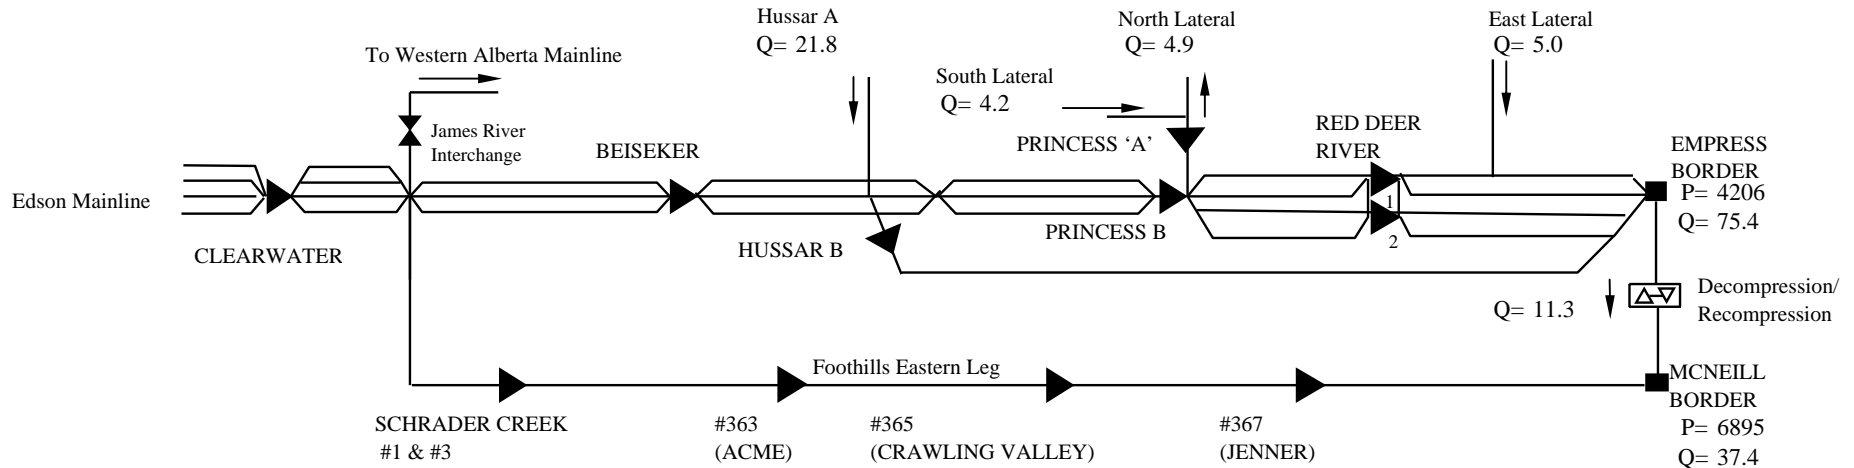 Hussar A
Q= 21.8
North Lateral
Q= 4.9
East Lateral
Q= 5.0
To Western Alberta Mainline
South Lateral
Q= 4.2
James River
Interchange
BEISEKER
PRINCESS ‘A’
RED DEER
RIVER
EMPRESS
BORDER
P= 4206
Q= 75.4
Edson Mainline
1
2
CLEARWATER
HUSSAR B
PRINCESS B
Decompression/
Recompression
Q= 11.3
Foothills Eastern Leg
MCNEILL
BORDER
P= 6895
Q= 37.4
SCHRADER CREEK
#1 & #3
#363
(ACME)
#365
(CRAWLING VALLEY)
#367
(JENNER)